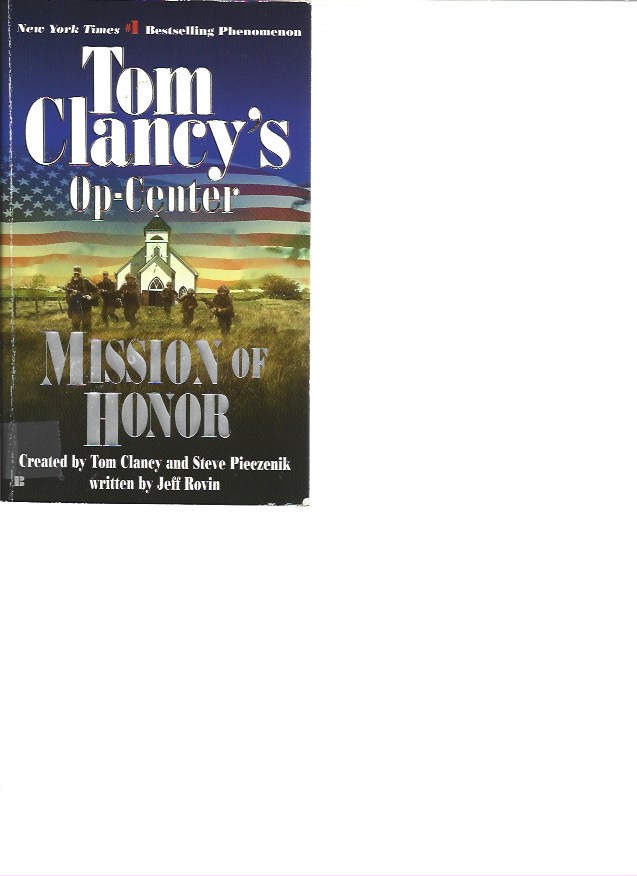 New York Times #1 Bestselling Phenomenon
Tom
Clancy's
Op-Center
MISSION OF
HONOR
Created by Tom Clancy and Steve Pieczenik
written by Jeff Rovin
B